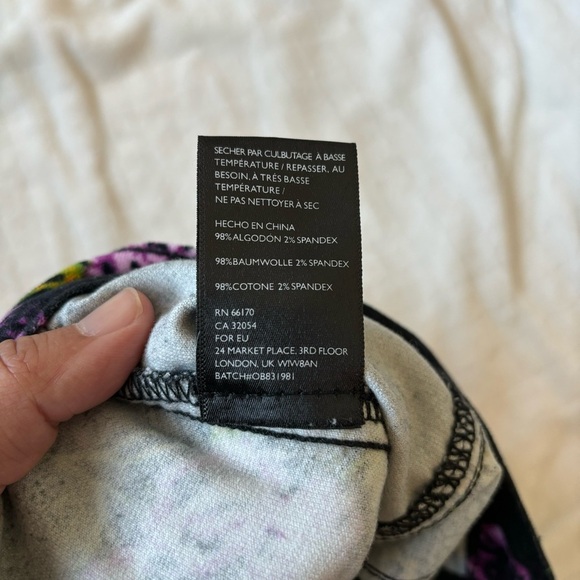 SECHER PAR CULBUTAGE À BASSE
TEMPÉRATURE / REPASSER, AU
BESOIN, À TRÈS BASSE
TEMPÉRATURE /
NE PAS NETTOYER À SEC
HECHO EN CHINA
98% ALGODÓN 2% SPANDEX
98% BAUMWOLLE 2% SPANDEX
98% COTONE 2% SPANDEX
RN 66170
CA 32054
FOR EU
24 MARKET PLACE, 3RD FLOOR
LONDON, UK W1W8AN
BATCH#OB831981